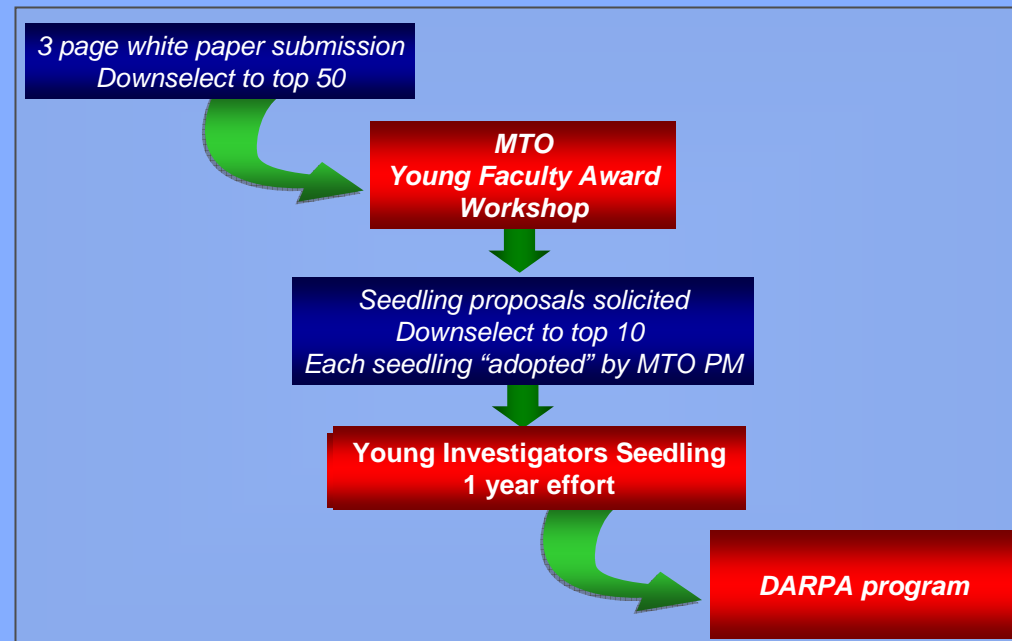 3 page white paper submission
Downselect to top 50
MTO
Young Faculty Award
Workshop
Seedling proposals solicited
Downselect to top 10
Each seedling “adopted” by MTO PM
Young Investigators Seedling
1 year effort
DARPA program